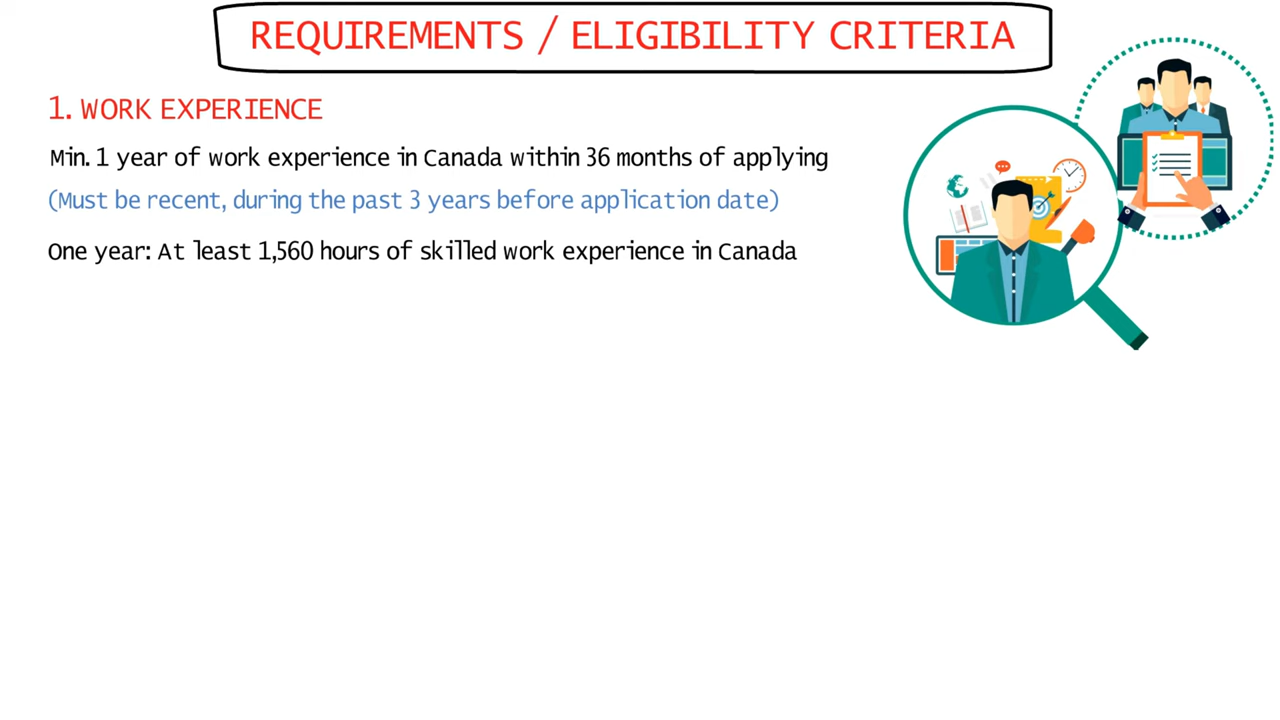 REQUIREMENTS / ELIGIBILITY CRITERIA
1. WORK EXPERIENCE
Min. 1 year of work experience in Canada within 36 months of applying
(Must be recent, during the past 3 years before application date)
One year: At least 1,560 hours of skilled work experience in Canada